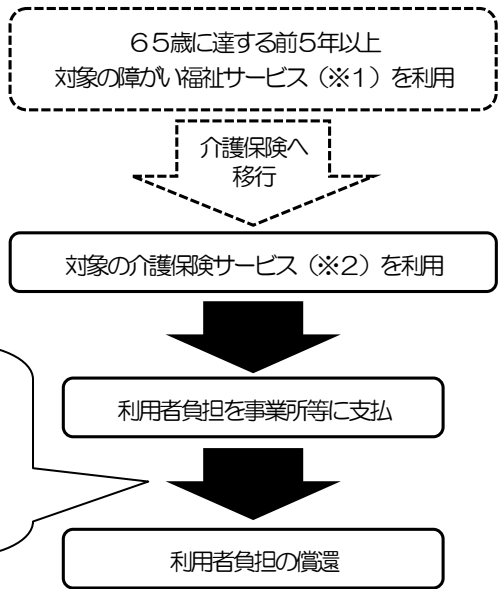 ６５歳に達する前５年以上
対象の障がい福祉サービス（※１）を利用
介護保険へ
移行
対象の介護保険サービス（※２）を利用
利用者負担を事業所等に支払
利用者負担の償還